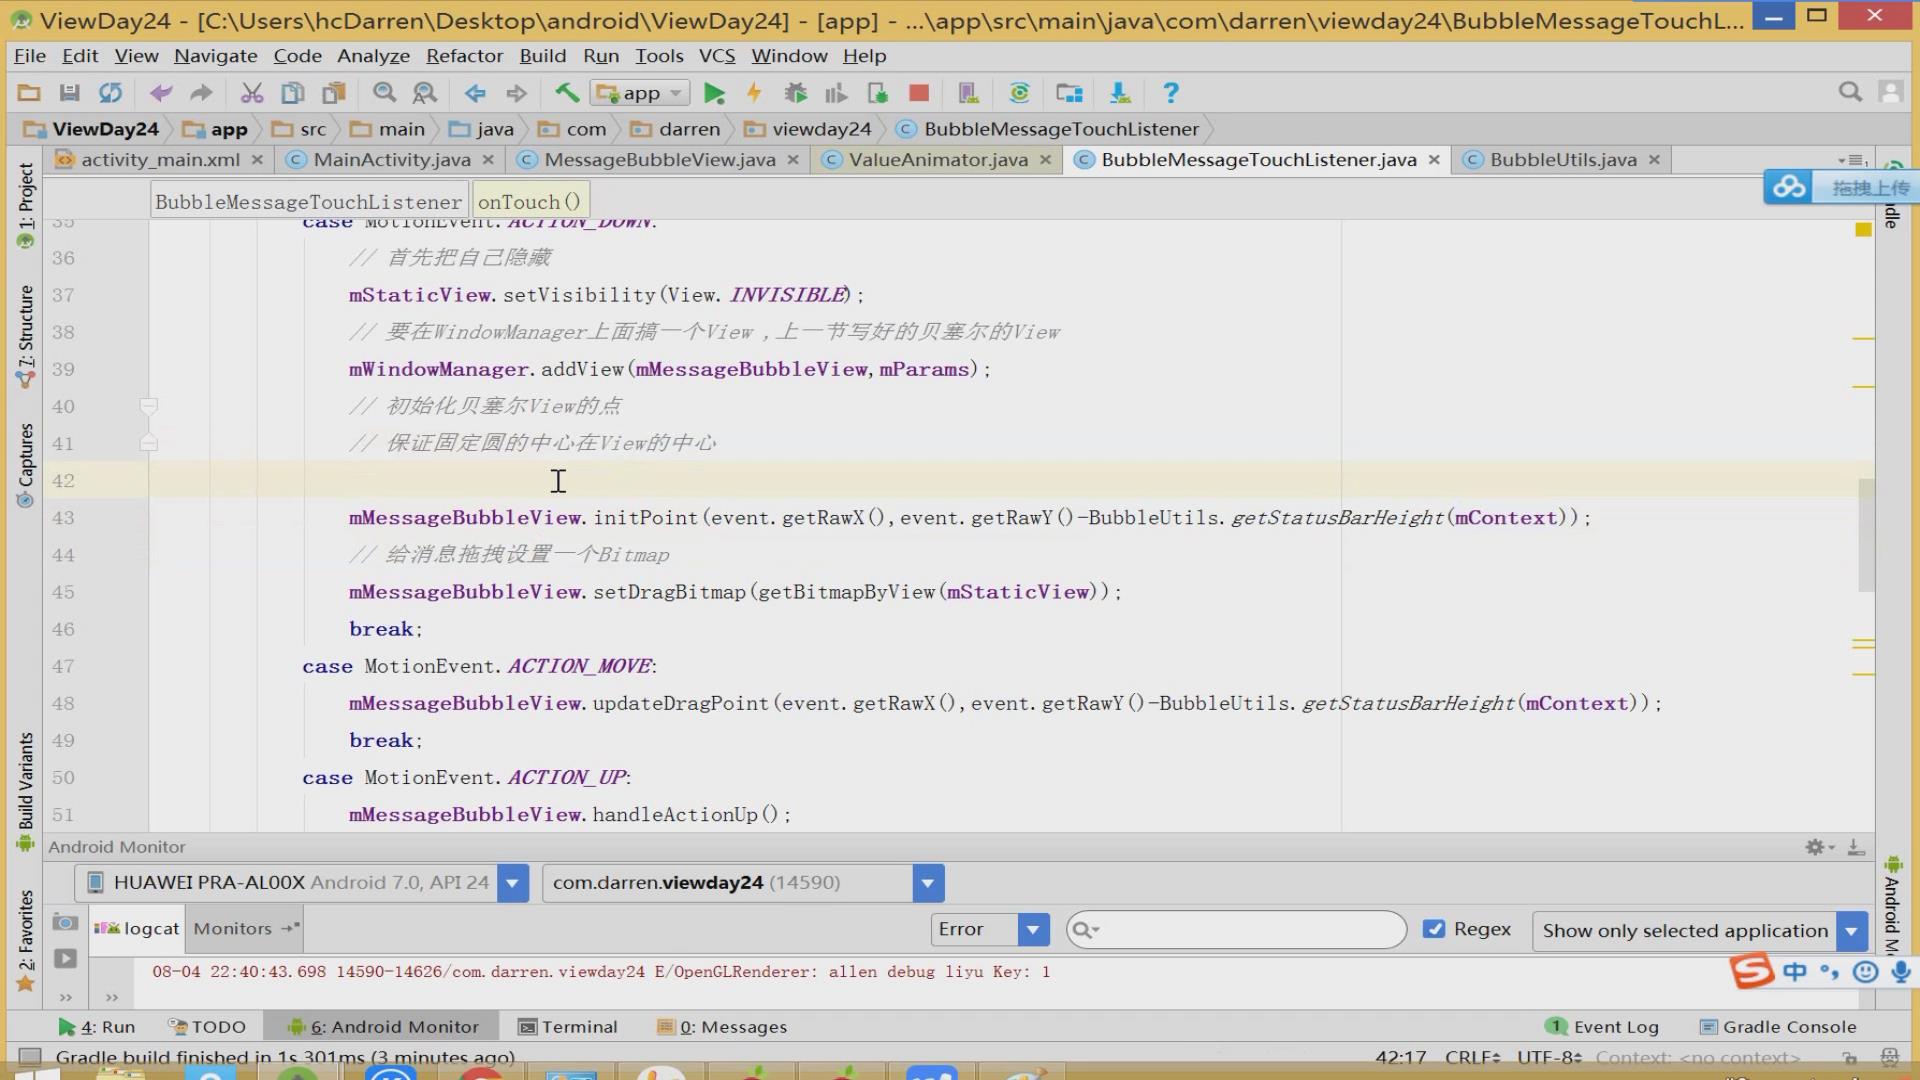 ViewDay24 - [C:\Users\hcDarren\Desktop\android\ViewDay24] - [app] - ...\app\src\main\java\com\darren\viewday24\BubbleMessageTouchL...
File Edit View Navigate Code Analyze Refactor Build Run Tools VCS Window Help
app
ViewDay24 app src main java com darren viewday24 BubbleMessageTouchListener
activity_main.xml MainActivity.java MessageBubbleView.java ValueAnimator.java BubbleMessageTouchListener.java BubbleUtils.java
拖拽上传
BubbleMessageTouchListener onTouch()
35 case MotionEvent.ACTION_DOWN:
36 // 首先把自己隐藏
37 mStaticView.setVisibility(View.INVISIBLE);
38 // 要在WindowManager上面搞一个View ,上一节写好的贝塞尔的View
39 mWindowManager.addView(mMessageBubbleView,mParams);
40 // 初始化贝塞尔View的点
41 // 保证固定圆的中心在View的中心
42
43 mMessageBubbleView.initPoint(event.getRawX(),event.getRawY()-BubbleUtils.getStatusBarHeight(mContext));
44 // 给消息拖拽设置一个Bitmap
45 mMessageBubbleView.setDragBitmap(getBitmapByView(mStaticView));
46 break;
47 case MotionEvent.ACTION_MOVE:
48 mMessageBubbleView.updateDragPoint(event.getRawX(),event.getRawY()-BubbleUtils.getStatusBarHeight(mContext));
49 break;
50 case MotionEvent.ACTION_UP:
51 mMessageBubbleView.handleActionUp();
1: Project
7: Structure
Captures
Build Variants
2: Favorites
dle
Android M
Android Monitor
HUAWEI PRA-AL00X Android 7.0, API 24 com.darren.viewday24 (14590)
logcat Monitors Error Regex Show only selected application
08-04 22:40:43.698 14590-14626/com.darren.viewday24 E/OpenGLRenderer: allen debug liyu Key: 1
中
4: Run TODO 6: Android Monitor Terminal 0: Messages 1 Event Log Gradle Console
Gradle build finished in 1s 301ms (3 minutes ago) 42:17 CRLF UTF-8 Context: <no context>